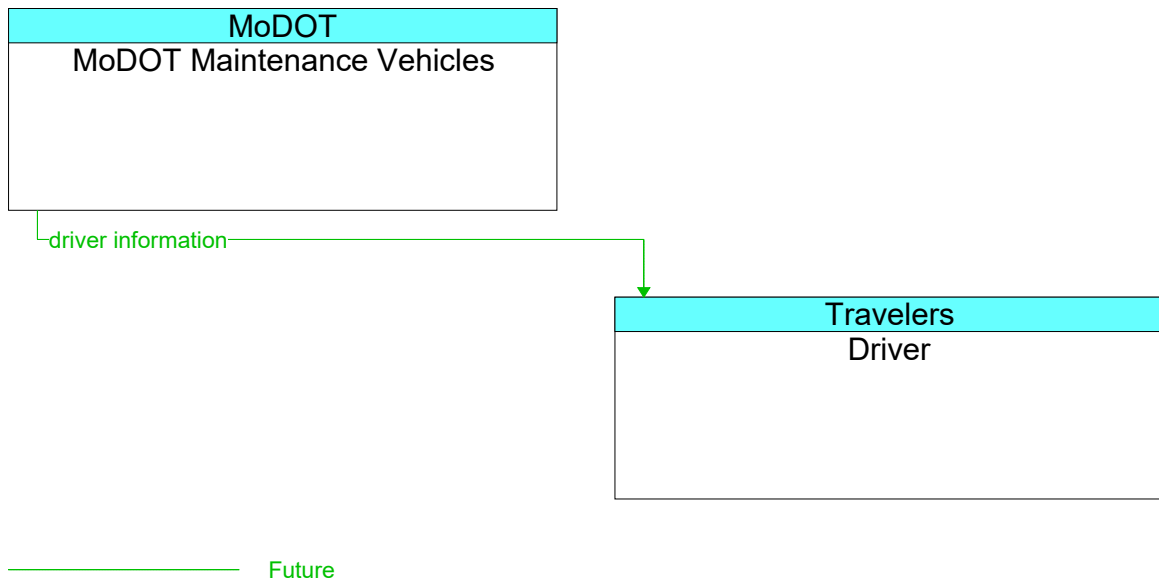 MoDOT
MoDOT Maintenance Vehicles
driver information
Travelers
Driver
Future